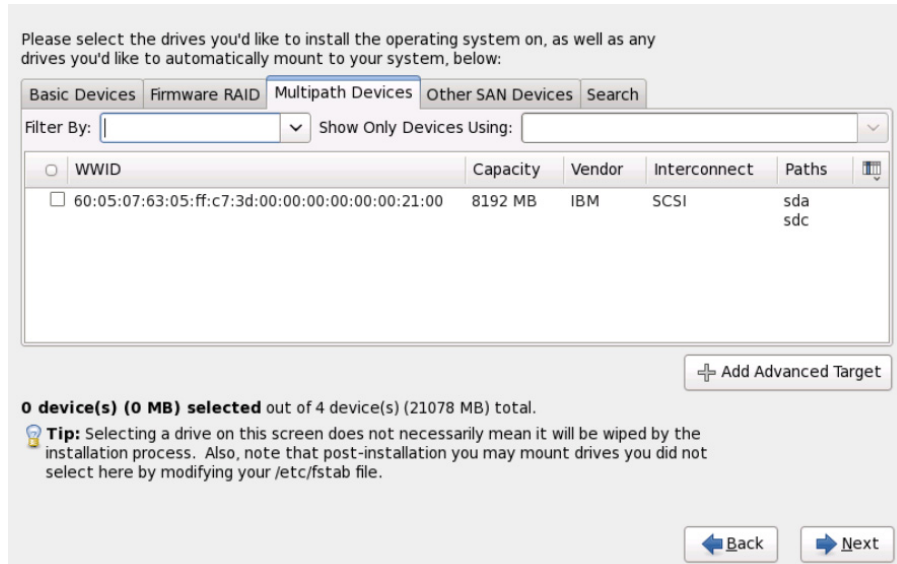 Please select the drives you'd like to install the operating system on, as well as any
drives you'd like to automatically mount to your system, below:
Basic Devices Firmware RAID Multipath Devices Other SAN Devices Search
Filter By: Show Only Devices Using:
WWID Capacity Vendor Interconnect Paths
60:05:07:63:05:ff:c7:3d:00:00:00:00:00:00:21:00 8192 MB IBM SCSI sda
sdc
Add Advanced Target
0 device(s) (0 MB) selected out of 4 device(s) (21078 MB) total.
Tip: Selecting a drive on this screen does not necessarily mean it will be wiped by the
installation process. Also, note that post-installation you may mount drives you did not
select here by modifying your /etc/fstab file.
Back Next